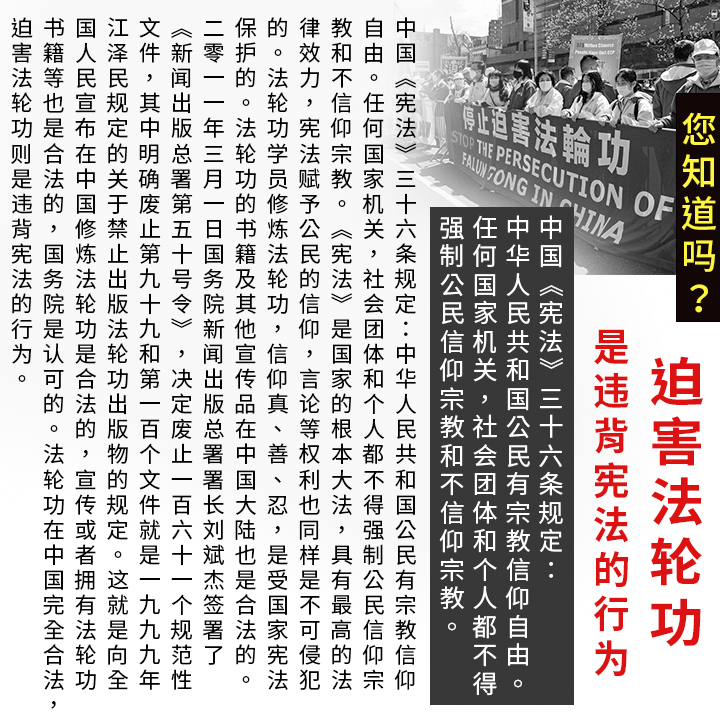 您知道吗？
迫害法轮功
是违背宪法的行为
停止迫害法輪功
STOP THE PERSECUTION OF
FALUN GONG IN CHINA
中国《宪法》三十六条规定：
中华人民共和国公民有宗教信仰自由。
任何国家机关，社会团体和个人都不得
强制公民信仰宗教和不信仰宗教。
中国《宪法》三十六条规定：中华人民共和国公民有宗教信仰
自由。任何国家机关，社会团体和个人都不得强制公民信仰宗
教和不信仰宗教。《宪法》是国家的根本大法，具有最高的法
律效力，宪法赋予公民的信仰，言论等权利也同样是不可侵犯
的。法轮功学员修炼法轮功，信仰真、善、忍，是受国家宪法
保护的。法轮功的书籍及其他宣传品在中国大陆也是合法的。
二零一一年三月一日国务院新闻出版总署署长刘斌杰签署了
《新闻出版总署第五十号令》，决定废止一百六十一个规范性
文件，其中明确废止第九十九和第一百个文件就是一九九九年
江泽民规定的关于禁止出版法轮功出版物的规定。这就是向全
国人民宣布在中国修炼法轮功是合法的，宣传或者拥有法轮功
书籍等也是合法的，国务院是认可的。法轮功在中国完全合法，
迫害法轮功则是违背宪法的行为。